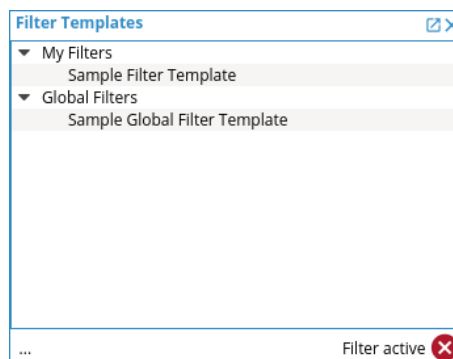 Filter Templates
My Filters
Sample Filter Template
Global Filters
Sample Global Filter Template
... Filter active